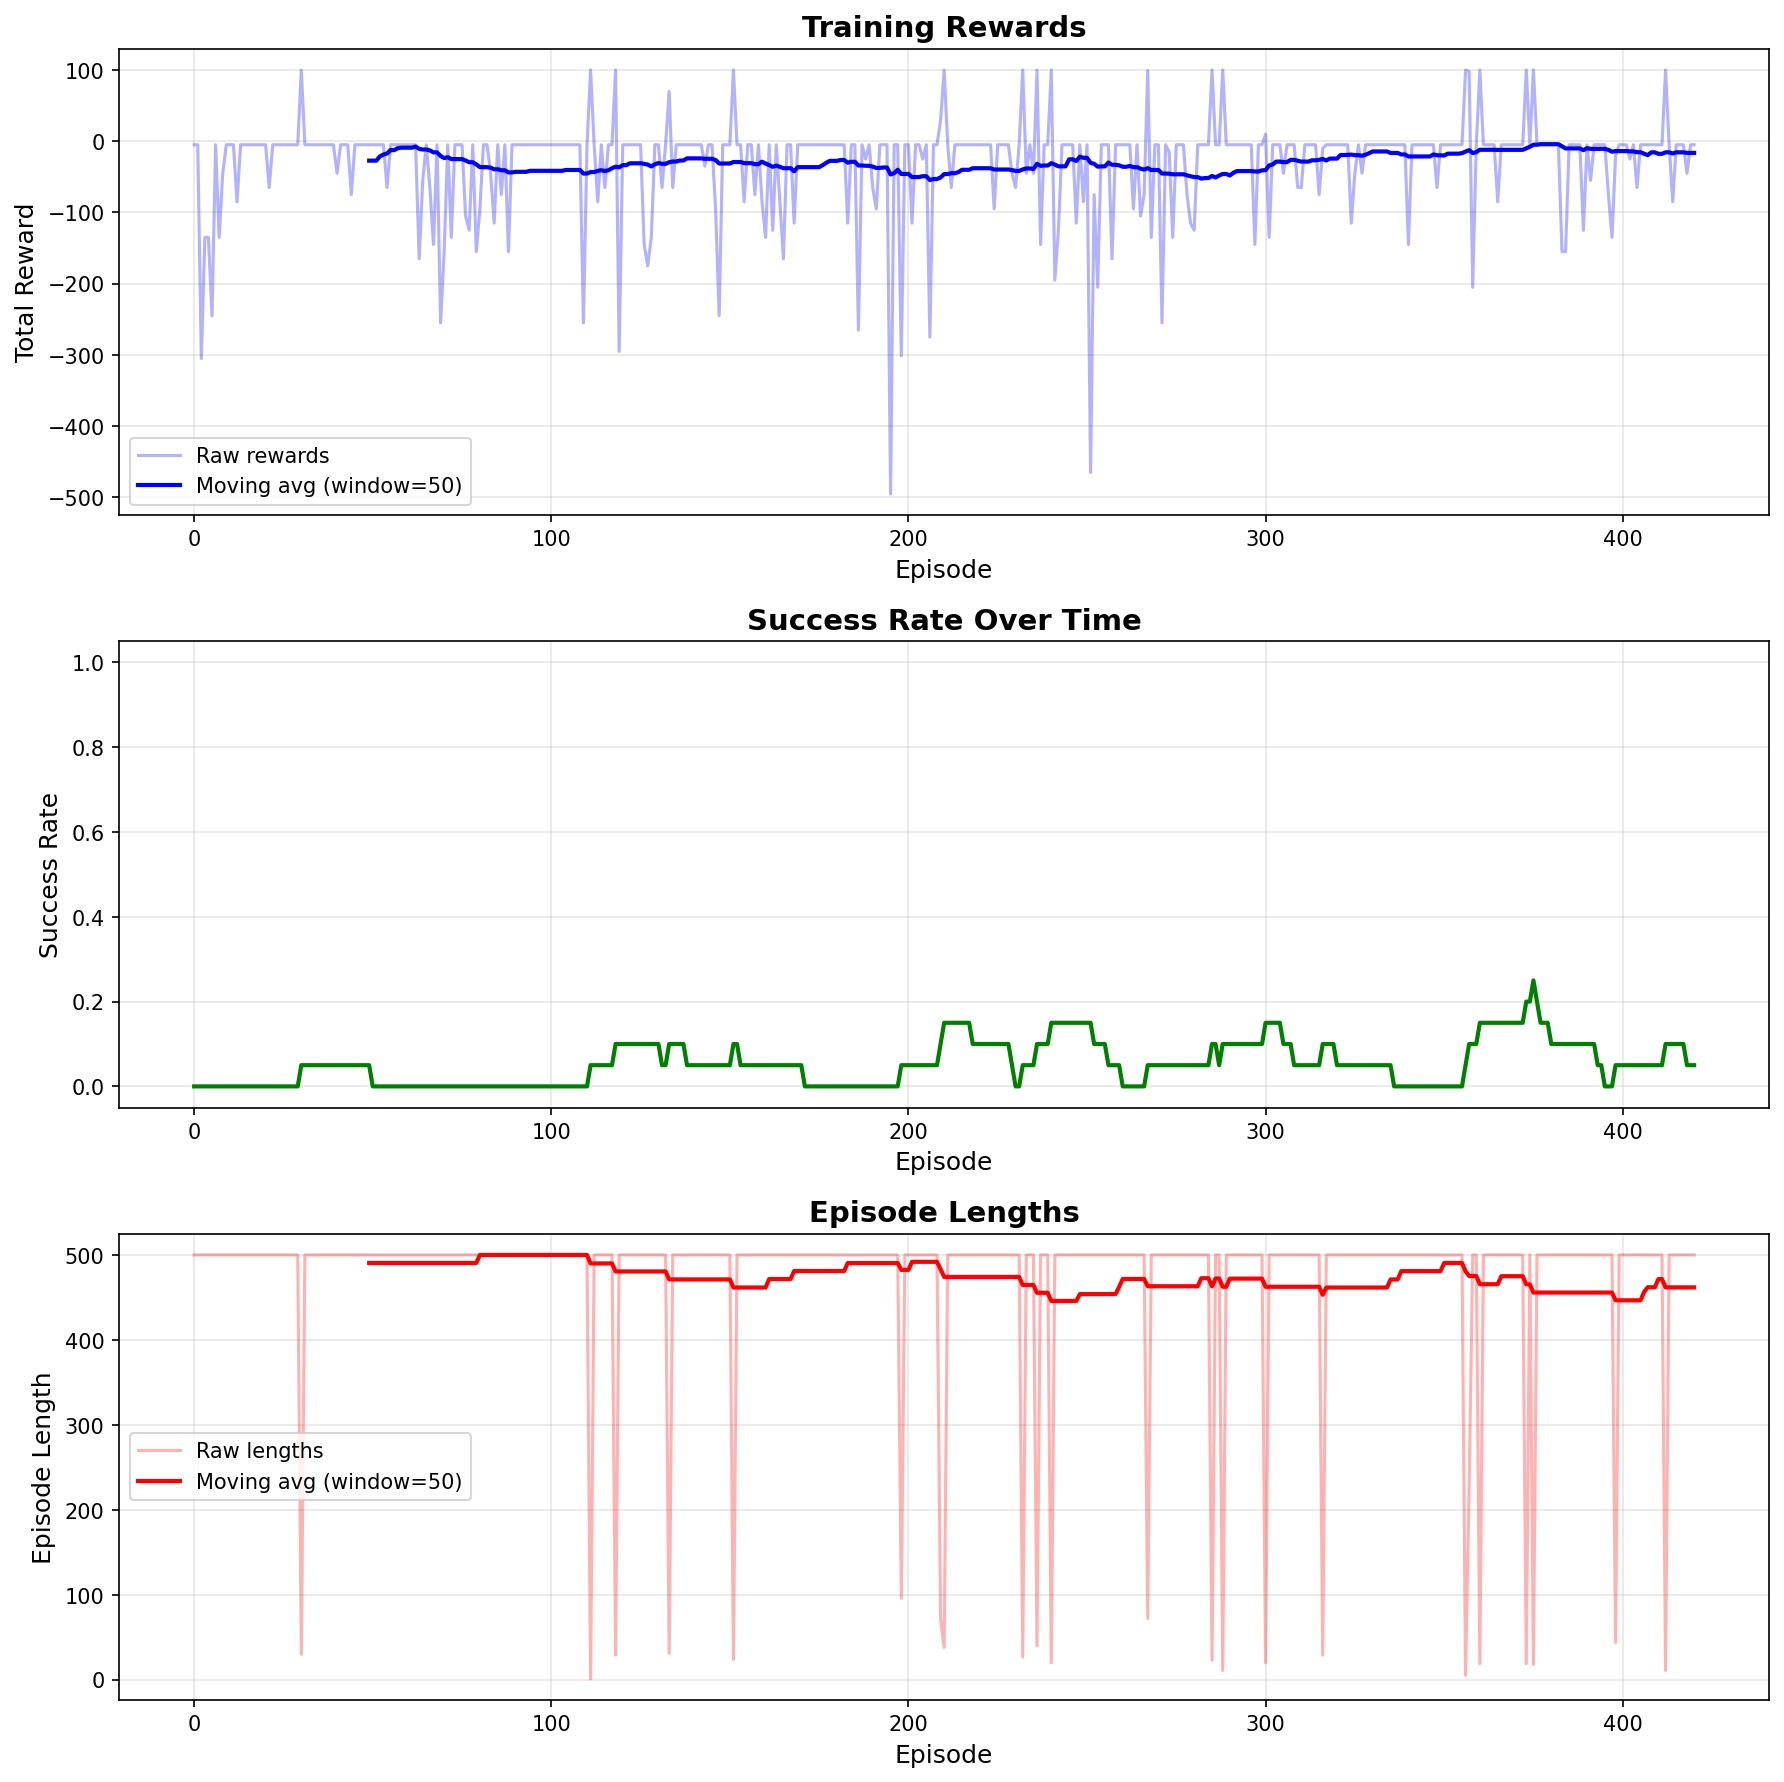 Training Rewards
100
0
−100
−200
−300
−400
−500
Total Reward
Raw rewards
Moving avg (window=50)
0 100 200 300 400
Episode
Success Rate Over Time
1.0
0.8
0.6
0.4
0.2
0.0
Success Rate
0 100 200 300 400
Episode
Episode Lengths
500
400
300
200
100
0
Episode Length
Raw lengths
Moving avg (window=50)
0 100 200 300 400
Episode